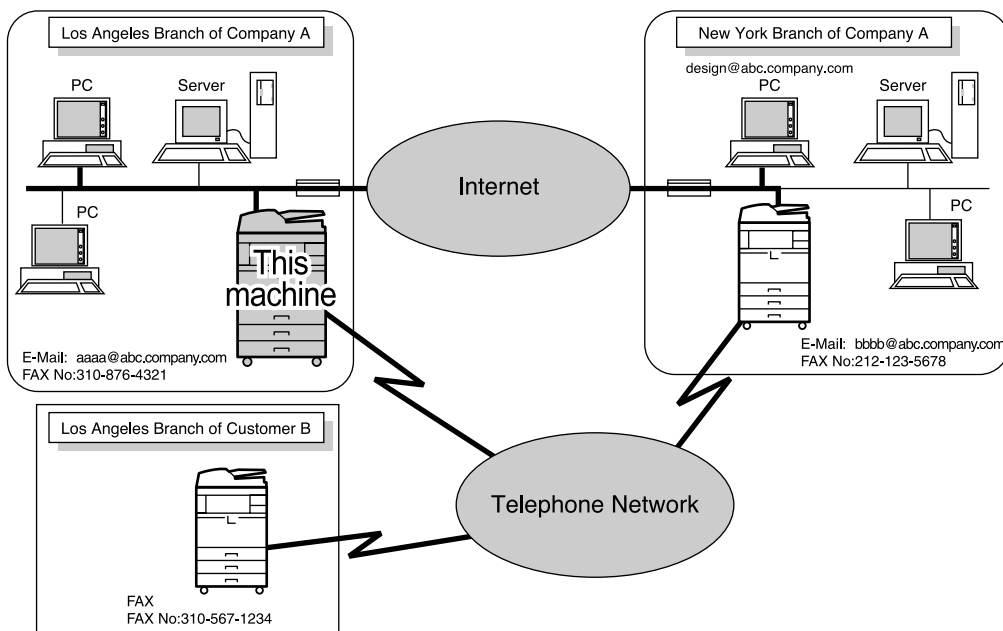 Los Angeles Branch of Company A
PC
Server
PC
This
machine
E-Mail: aaaa@abc.company.com
FAX No:310-876-4321
Internet
New York Branch of Company A
design@abc.company.com
PC
Server
PC
E-Mail: bbbb@abc.company.com
FAX No:212-123-5678
Los Angeles Branch of Customer B
FAX
FAX No:310-567-1234
Telephone Network